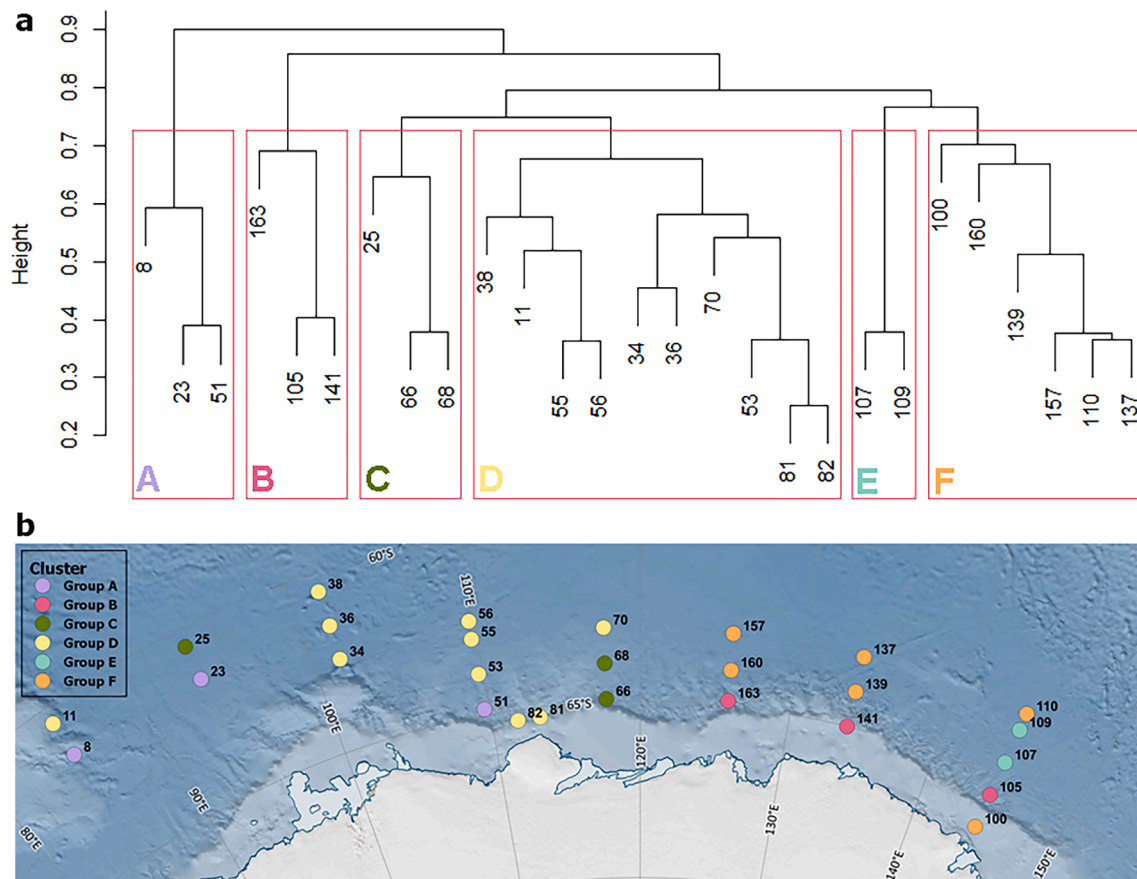 a
Height
0.9
0.8
0.7
0.6
0.5
0.4
0.3
0.2
8
23
51
A
163
105
141
B
25
66
68
C
38
11
55
56
34
36
70
53
81
82
D
107
109
E
100
160
139
157
110
137
F
b
Cluster
Group A
Group B
Group C
Group D
Group E
Group F
60°S
110°E
38
36
34
25
23
11
8
56
55
53
51
82
81
65°S
70
68
66
157
160
163
137
139
141
110
109
107
105
100
80°E
90°E
100°E
120°E
130°E
140°E
150°E